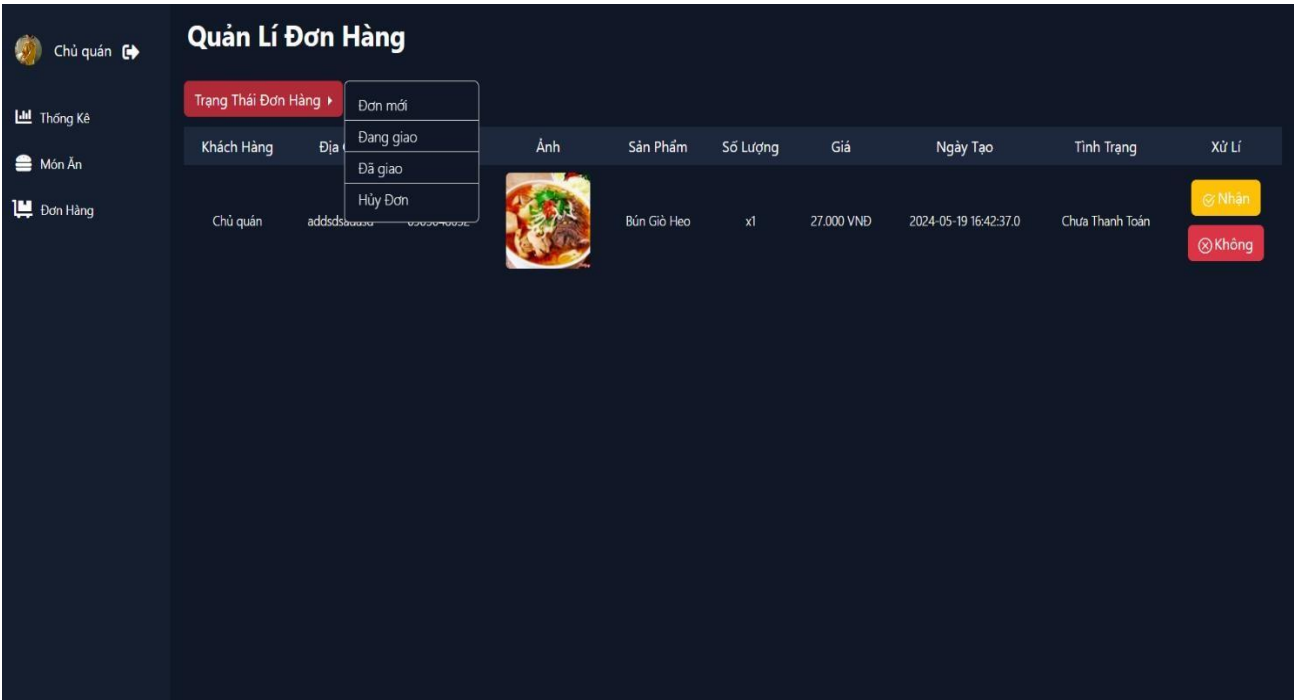 Chủ quán
Thống Kê
Món Ăn
Đơn Hàng
Quản Lí Đơn Hàng
Trạng Thái Đơn Hàng
Đơn mới
Đang giao
Đã giao
Hủy Đơn
Khách Hàng Địa Ảnh Sản Phẩm Số Lượng Giá Ngày Tạo Tình Trạng Xử Lí
Chủ quán Bún Giò Heo x1 27.000 VNĐ 2024-05-19 16:42:37.0 Chưa Thanh Toán
Nhận
Không